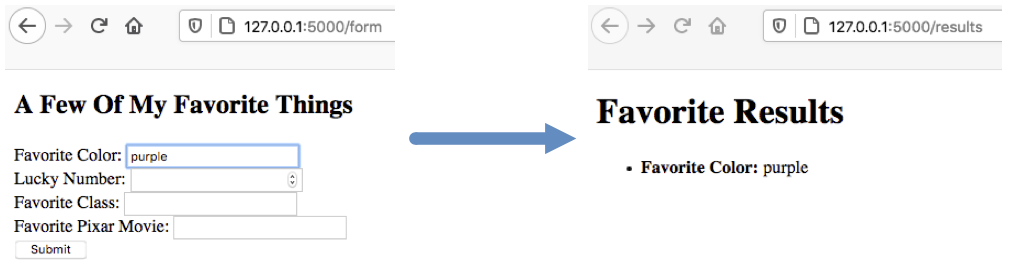 127.0.0.1:5000/form
A Few Of My Favorite Things
Favorite Color: purple
Lucky Number:
Favorite Class:
Favorite Pixar Movie:
Submit
127.0.0.1:5000/results
Favorite Results
• Favorite Color: purple